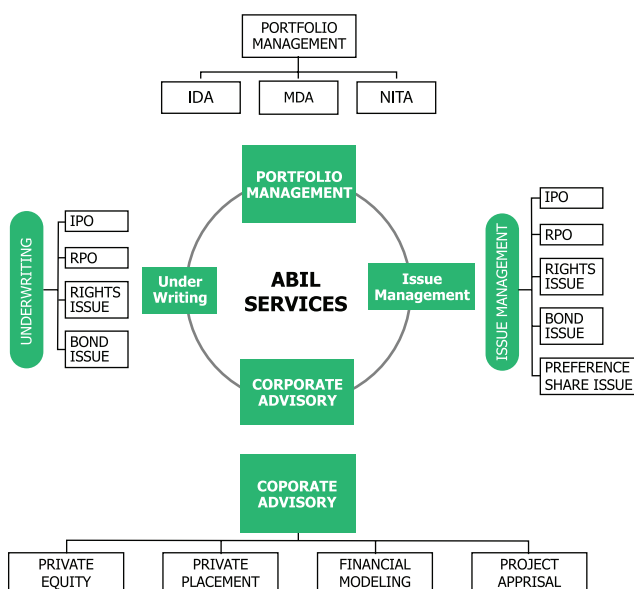 PORTFOLIO
MANAGEMENT
IDA
MDA
NITA
PORTFOLIO
MANAGEMENT
UNDERWRITING
IPO
RPO
RIGHTS
ISSUE
BOND
ISSUE
Under
Writing
ABIL
SERVICES
Issue
Management
ISSUE MANAGEMENT
IPO
RPO
RIGHTS
ISSUE
BOND
ISSUE
PREFERENCE
SHARE ISSUE
CORPORATE
ADVISORY
COPORATE
ADVISORY
PRIVATE
EQUITY
PRIVATE
PLACEMENT
FINANCIAL
MODELING
PROJECT
APPRISAL